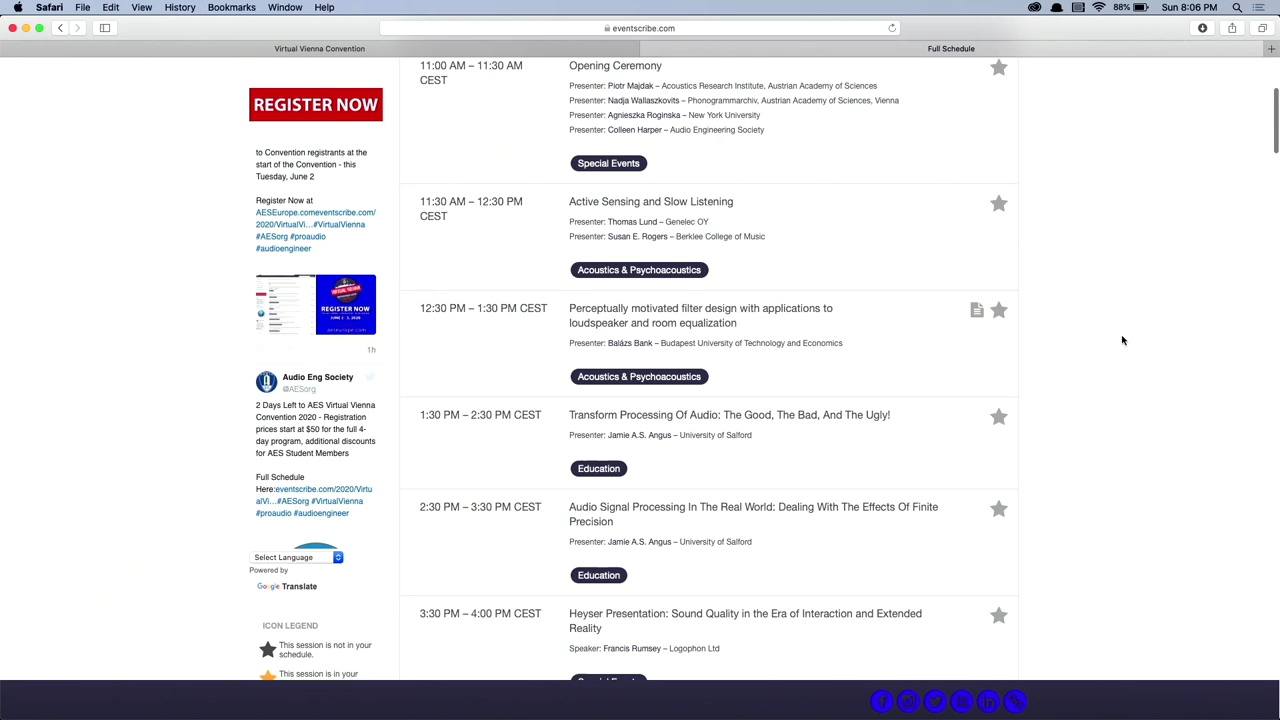 Safari File Edit View History Bookmarks Window Help 88% Sun 8:06 PM
eventscribe.com
Virtual Vienna Convention Full Schedule
REGISTER NOW
to Convention registrants at the
start of the Convention - this
Tuesday, June 2
Register Now at
AESEurope.comeventscribe.com/
2020/VirtualVi...#VirtualVienna
#AESorg #proaudio
#audioengineer
REGISTER NOW
1h
Audio Eng Society
@AESorg
2 Days Left to AES Virtual Vienna
Convention 2020 - Registration
prices start at $50 for the full 4-
day program, additional discounts
for AES Student Members
Full Schedule
Here:eventscribe.com/2020/Virtu
alVi...#AESorg #VirtualVienna
#proaudio #audioengineer
Select Language
Powered by
Google Translate
ICON LEGEND
This session is not in your
schedule.
This session is in your
11:00 AM – 11:30 AM
CEST
Opening Ceremony
Presenter: Piotr Majdak – Acoustics Research Institute, Austrian Academy of Sciences
Presenter: Nadja Wallaszkovits – Phonogrammarchiv, Austrian Academy of Sciences, Vienna
Presenter: Agnieszka Roginska – New York University
Presenter: Colleen Harper – Audio Engineering Society
Special Events
11:30 AM – 12:30 PM
CEST
Active Sensing and Slow Listening
Presenter: Thomas Lund – Genelec OY
Presenter: Susan E. Rogers – Berklee College of Music
Acoustics & Psychoacoustics
12:30 PM – 1:30 PM CEST
Perceptually motivated filter design with applications to
loudspeaker and room equalization
Presenter: Balázs Bank – Budapest University of Technology and Economics
Acoustics & Psychoacoustics
1:30 PM – 2:30 PM CEST
Transform Processing Of Audio: The Good, The Bad, And The Ugly!
Presenter: Jamie A.S. Angus – University of Salford
Education
2:30 PM – 3:30 PM CEST
Audio Signal Processing In The Real World: Dealing With The Effects Of Finite
Precision
Presenter: Jamie A.S. Angus – University of Salford
Education
3:30 PM – 4:00 PM CEST
Heyser Presentation: Sound Quality in the Era of Interaction and Extended
Reality
Speaker: Francis Rumsey – Logophon Ltd
Special Events